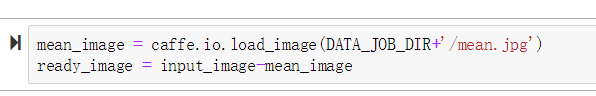 mean_image = caffe.io.load_image(DATA_JOB_DIR+'/mean.jpg')
ready_image = input_image-mean_image